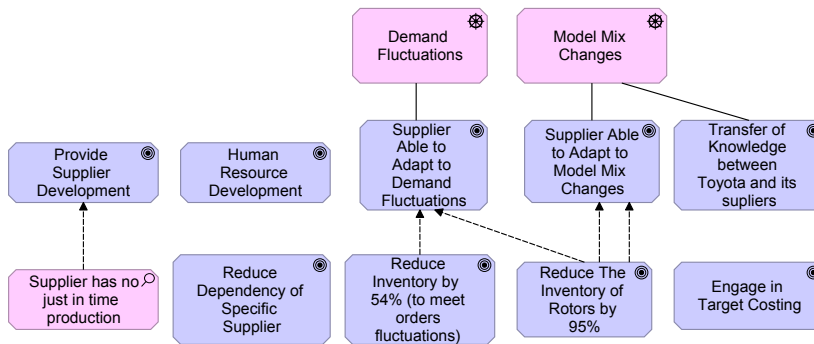 Demand
Fluctuations
Model Mix
Changes
Provide
Supplier
Development
Human
Resource
Development
Supplier
Able to
Adapt to
Demand
Fluctuations
Supplier Able
to Adapt to
Model Mix
Changes
Transfer of
Knowledge
between
Toyota and its
supliers
Supplier has no
just in time
production
Reduce
Dependency of
Specific
Supplier
Reduce
Inventory by
54% (to meet
orders
fluctuations)
Reduce The
Inventory of
Rotors by
95%
Engage in
Target Costing